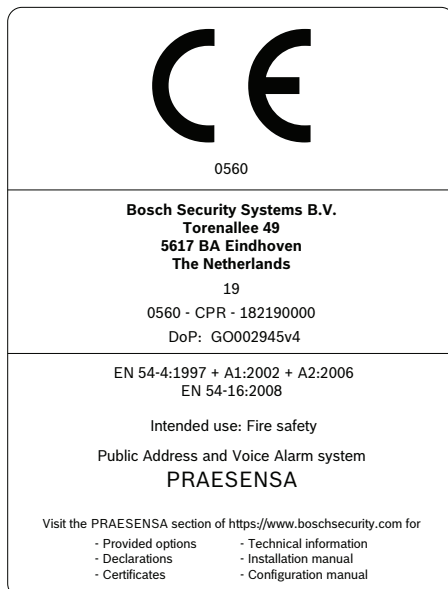 CE
0560
Bosch Security Systems B.V.
Torenallee 49
5617 BA Eindhoven
The Netherlands
19
0560 - CPR - 182190000
DoP: GO002945v4
EN 54-4:1997 + A1:2002 + A2:2006
EN 54-16:2008
Intended use: Fire safety
Public Address and Voice Alarm system
PRAESENSA
Visit the PRAESENSA section of https://www.boschsecurity.com for
- Provided options - Technical information
- Declarations - Installation manual
- Certificates - Configuration manual